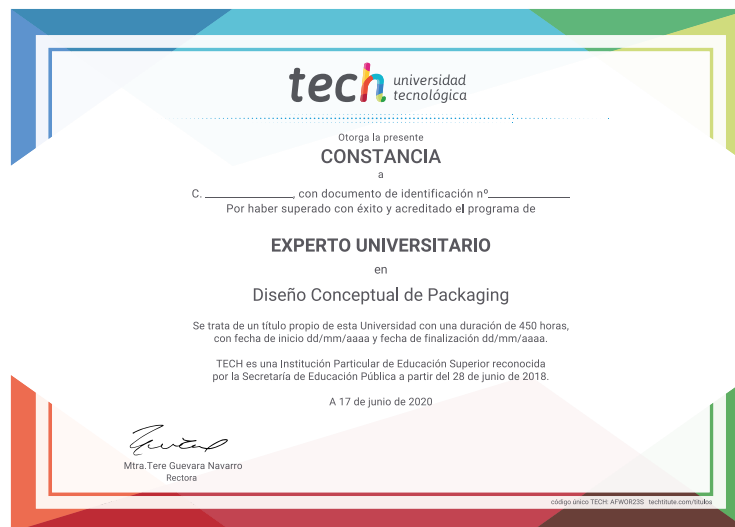 tech universidad
tecnológica
Otorga la presente
CONSTANCIA
a
C. ______________, con documento de identificación nº______________
Por haber superado con éxito y acreditado el programa de
EXPERTO UNIVERSITARIO
en
Diseño Conceptual de Packaging
Se trata de un título propio de esta Universidad con una duración de 450 horas,
con fecha de inicio dd/mm/aaaa y fecha de finalización dd/mm/aaaa.
TECH es una Institución Particular de Educación Superior reconocida
por la Secretaría de Educación Pública a partir del 28 de junio de 2018.
A 17 de junio de 2020
Mtra.Tere Guevara Navarro
Rectora
código único TECH: AFWOR23S techtitute.com/titulos